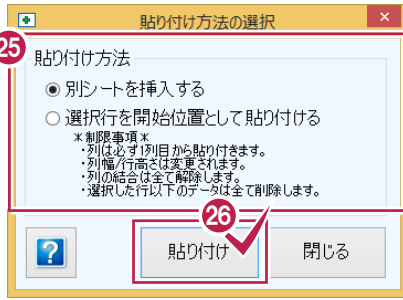 貼り付け方法の選択
25
貼り付け方法
別シートを挿入する
選択行を開始位置として貼り付ける
＊制限事項＊
・列は必ず1列目から貼り付きます。
・列幅/行高さは変更されます。
・列の結合は全て解除します。
・選択した行以下のデータは全て削除します。
26
?
貼り付け
閉じる